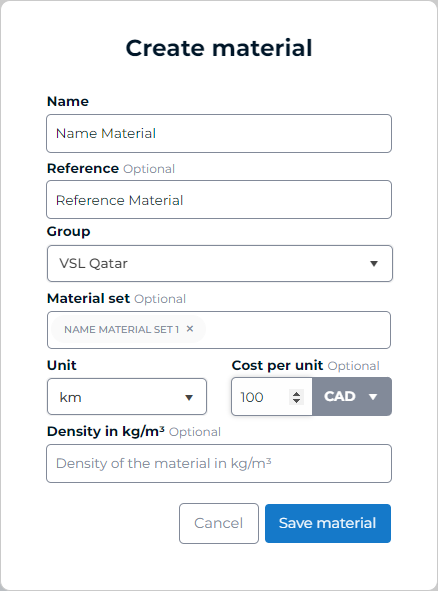 Create material
Name
Name Material
Reference Optional
Reference Material
Group
VSL Qatar
Material set Optional
NAME MATERIAL SET 1 ×
Unit
Cost per unit Optional
km
100 CAD
Density in kg/m³ Optional
Density of the material in kg/m³
Cancel
Save material